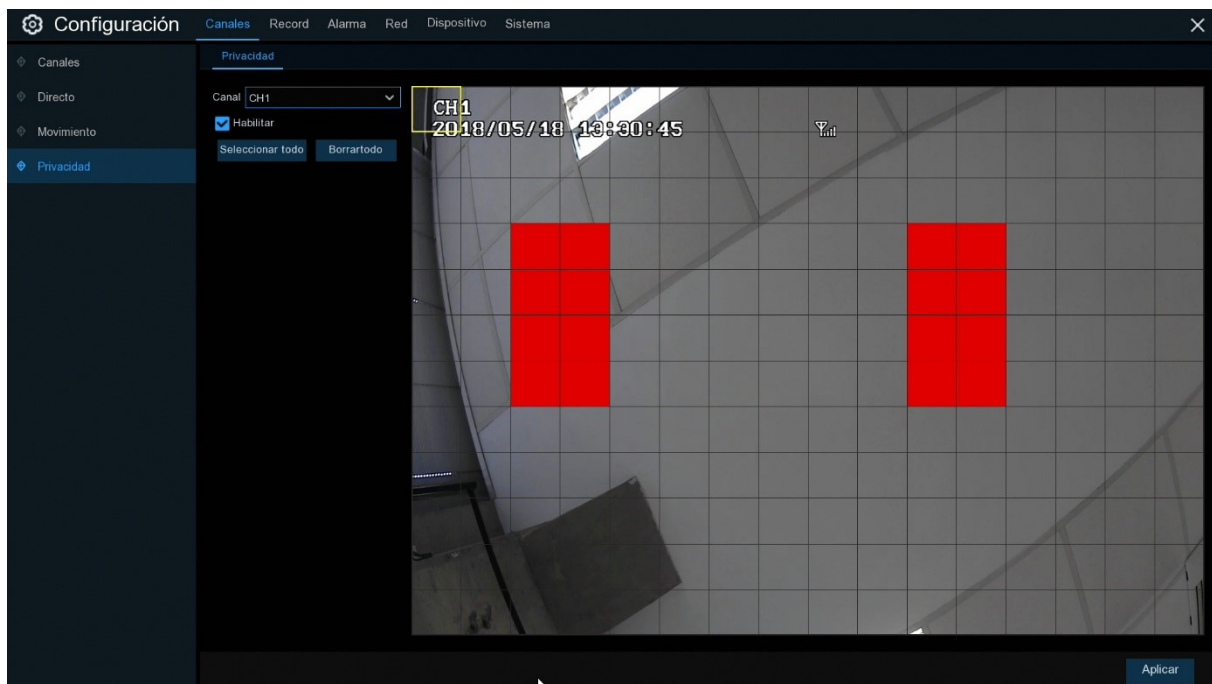 Configuración
Canales Record Alarma Red Dispositivo Sistema
Canales
Directo
Movimiento
Privacidad
Privacidad
Canal CH1
Habilitar
Seleccionar todo Borrartodo
CH1
2018/05/18 13:30:45
Aplicar